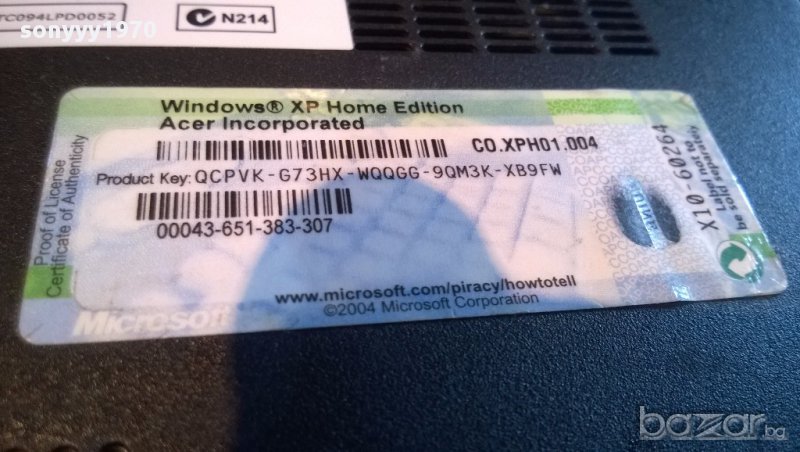 TC094LPD0052
N214
sonyyy1970
Windows® XP Home Edition
Acer Incorporated
CO.XPH01.004
Product Key: QCPVK-G73HX-WQQGG-9QM3K-XB9FW
00043-651-383-307
www.microsoft.com/piracy/howtotell
©2004 Microsoft Corporation
Microsoft
Proof of License
Certificate of Authenticity
X10-60264
Label not to
be sold separately
bazar.bg